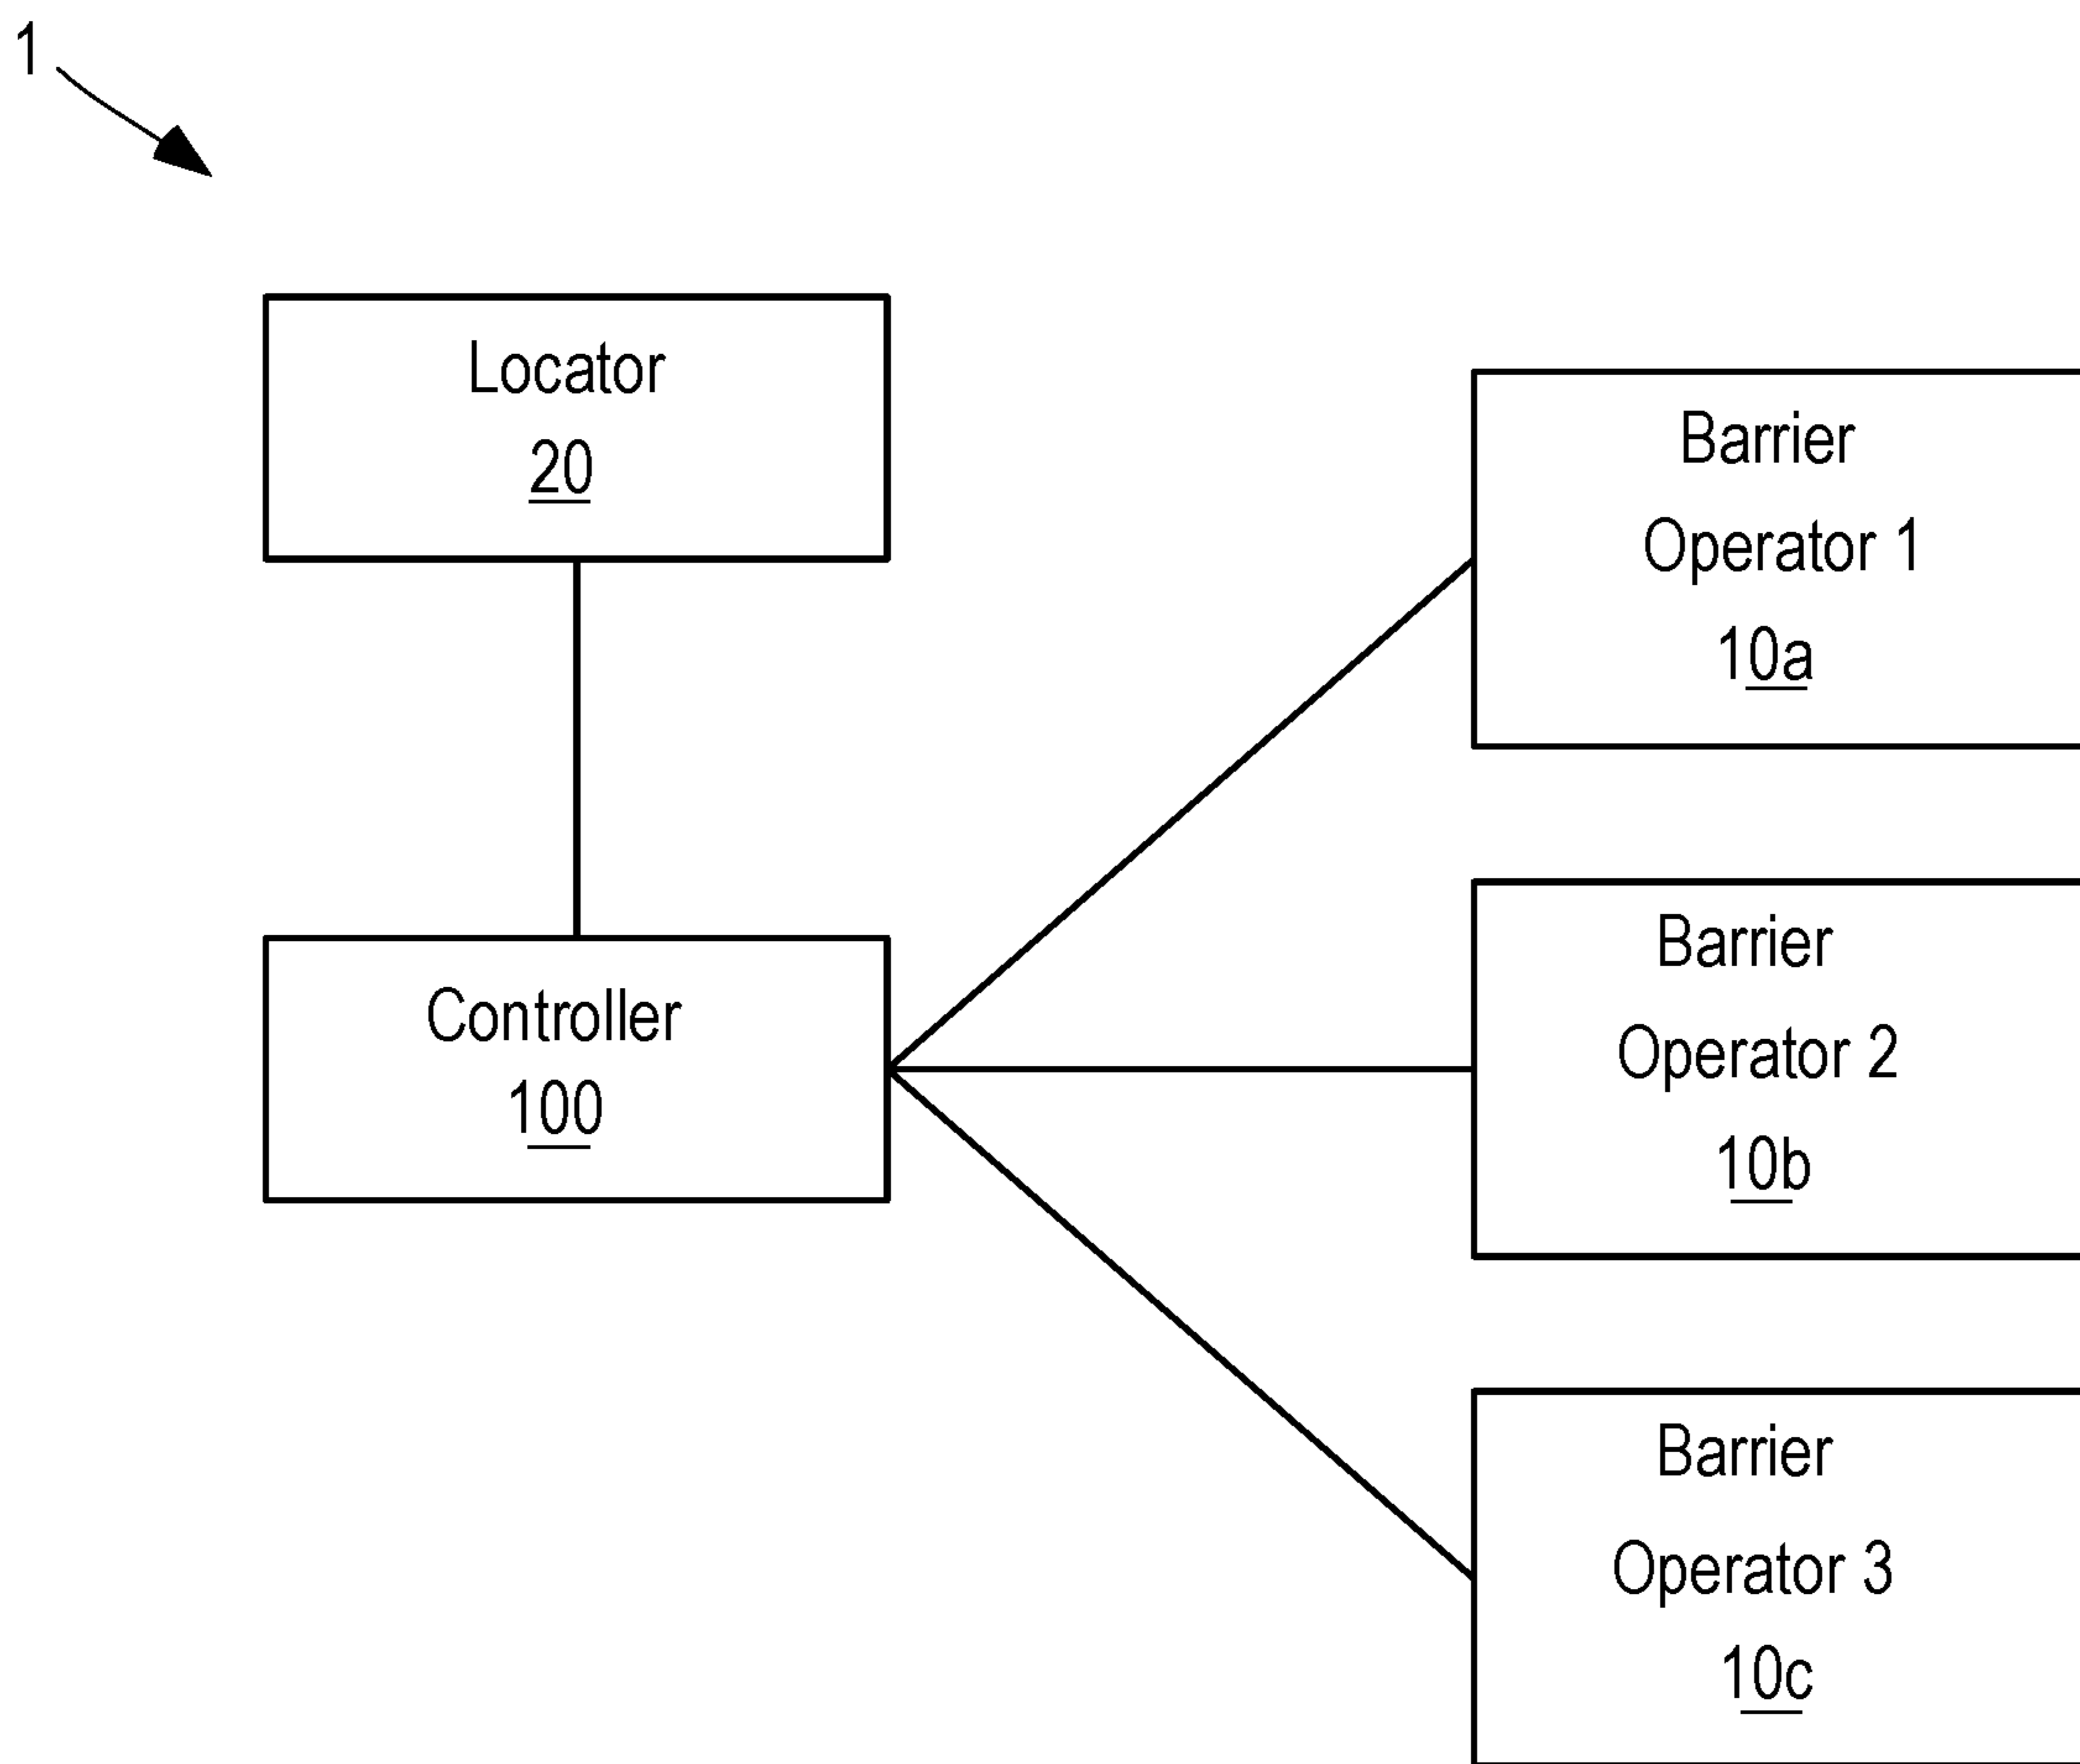 1
Locator
20
Controller
100
Barrier
Operator 1
10a
Barrier
Operator 2
10b
Barrier
Operator 3
10c